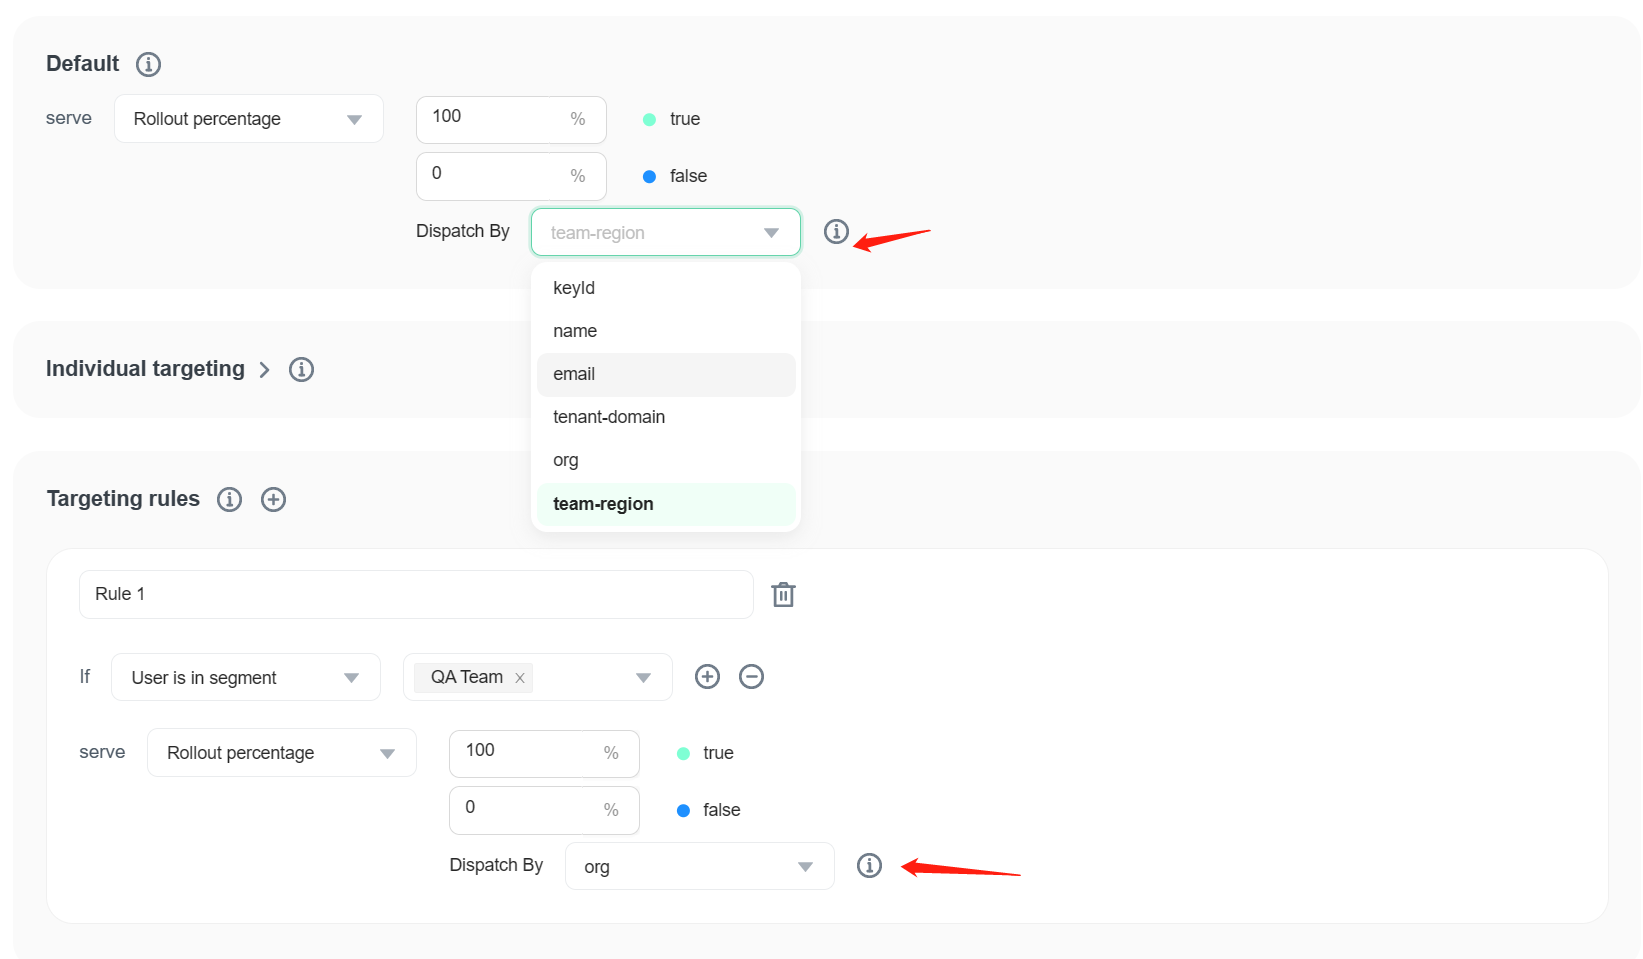 Default
serve Rollout percentage 100 % true
0 % false
Dispatch By team-region
keyId
name
email
tenant-domain
org
team-region
Individual targeting
Targeting rules
Rule 1
If User is in segment QA Team x
serve Rollout percentage 100 % true
0 % false
Dispatch By org